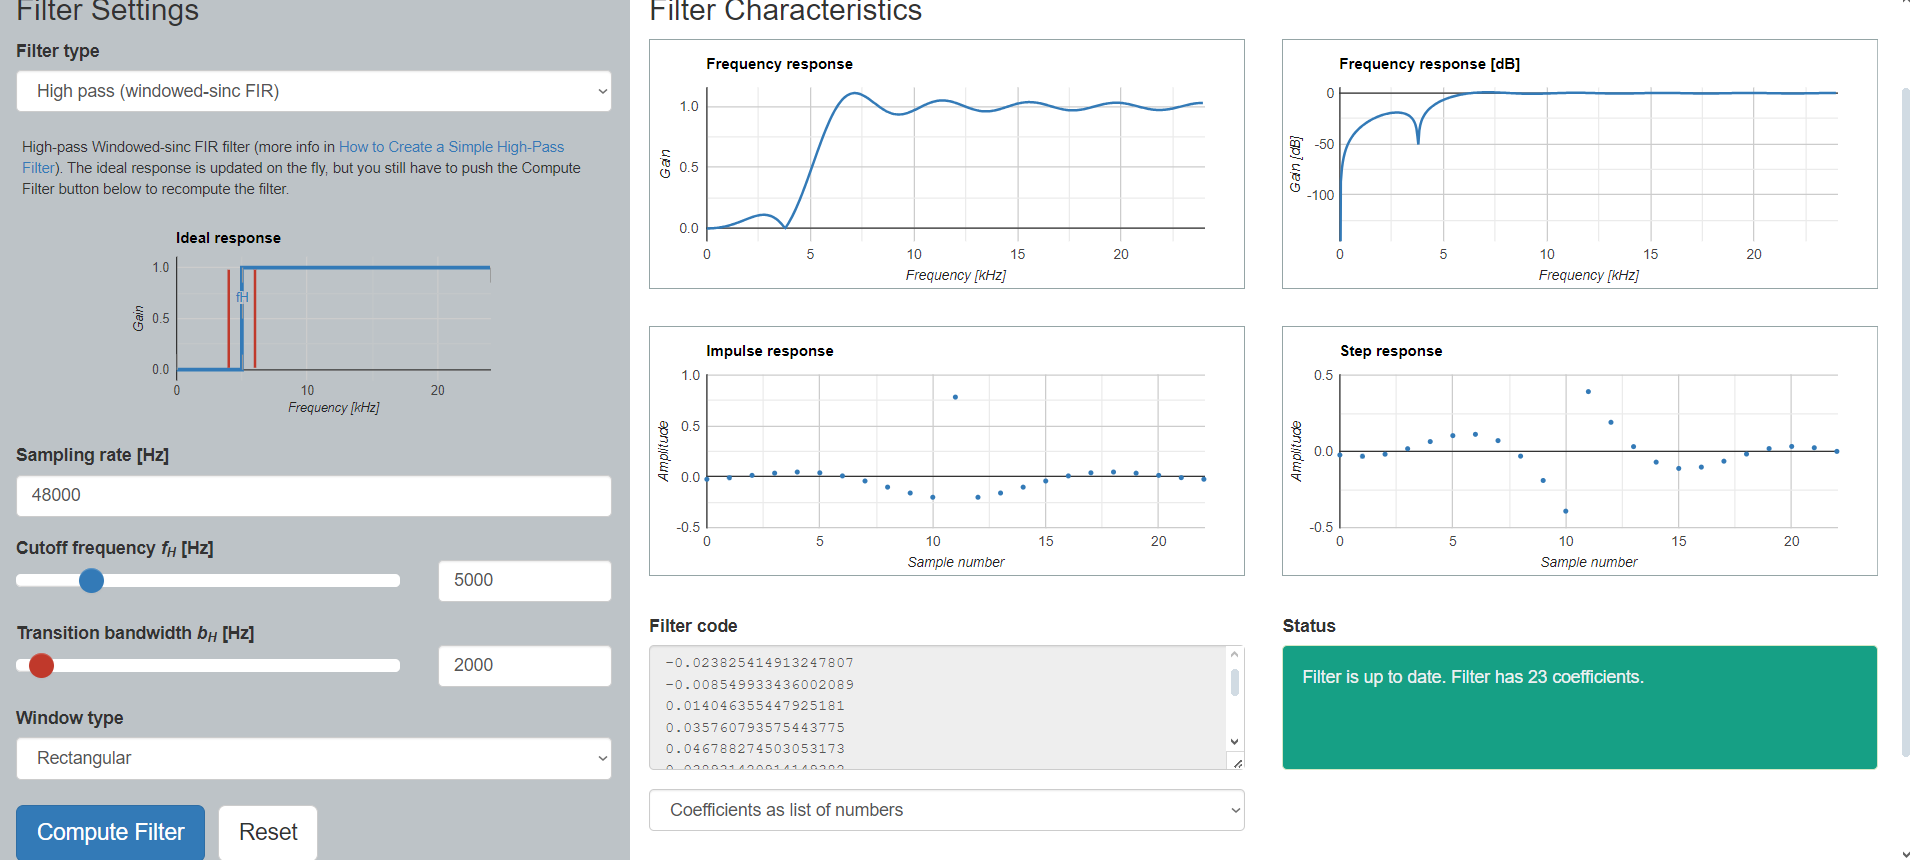 Filter Settings
Filter type
High pass (windowed-sinc FIR)
High-pass Windowed-sinc FIR filter (more info in How to Create a Simple High-Pass
Filter). The ideal response is updated on the fly, but you still have to push the Compute
Filter button below to recompute the filter.
Ideal response
1.0
0.5
0.0
Gain
fH
0
10
20
Frequency [kHz]
Sampling rate [Hz]
48000
Cutoff frequency fH [Hz]
5000
Transition bandwidth bH [Hz]
2000
Window type
Rectangular
Compute Filter
Reset
Filter Characteristics
Frequency response
1.0
0.5
0.0
Gain
0
5
10
15
20
Frequency [kHz]
Frequency response [dB]
0
-50
-100
Gain [dB]
0
5
10
15
20
Frequency [kHz]
Impulse response
1.0
0.5
0.0
-0.5
Amplitude
0
5
10
15
20
Sample number
Step response
0.5
0.0
-0.5
Amplitude
0
5
10
15
20
Sample number
Filter code
-0.023825414913247807
-0.008549933436002089
0.014046355447925181
0.035760793575443775
0.046788274503053173
Coefficients as list of numbers
Status
Filter is up to date. Filter has 23 coefficients.